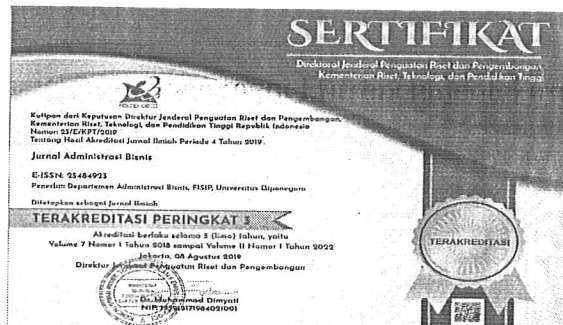 SERTIFIKAT
Direktorat Jenderal Penguatan Riset dan Pengembangan,
Kementerian Riset, Teknologi, dan Pendidikan Tinggi
Kutipan dari Keputusan Direktur Jenderal Penguatan Riset dan Pengembangan,
Kementerian Riset, Teknologi, dan Pendidikan Tinggi Republik Indonesia
Nomor: 23/E/KPT/2019
Tentang Hasil Akreditasi Jurnal Ilmiah Periode 4 Tahun 2019
Jurnal Administrasi Bisnis
E-ISSN: 25484923
Penerbit: Departemen Administrasi Bisnis, FISIP, Universitas Diponegoro
Ditetapkan sebagai Jurnal Ilmiah
TERAKREDITASI PERINGKAT 3
Akreditasi berlaku selama 5 (lima) tahun, yaitu
Volume 7 Nomor 1 Tahun 2018 sampai Volume 11 Nomor 1 Tahun 2022
Jakarta, 08 Agustus 2019
Direktur Jenderal Penguatan Riset dan Pengembangan
Dr. Muhammad Dimyati
NIP. 195912171984021001
TERAKREDITASI